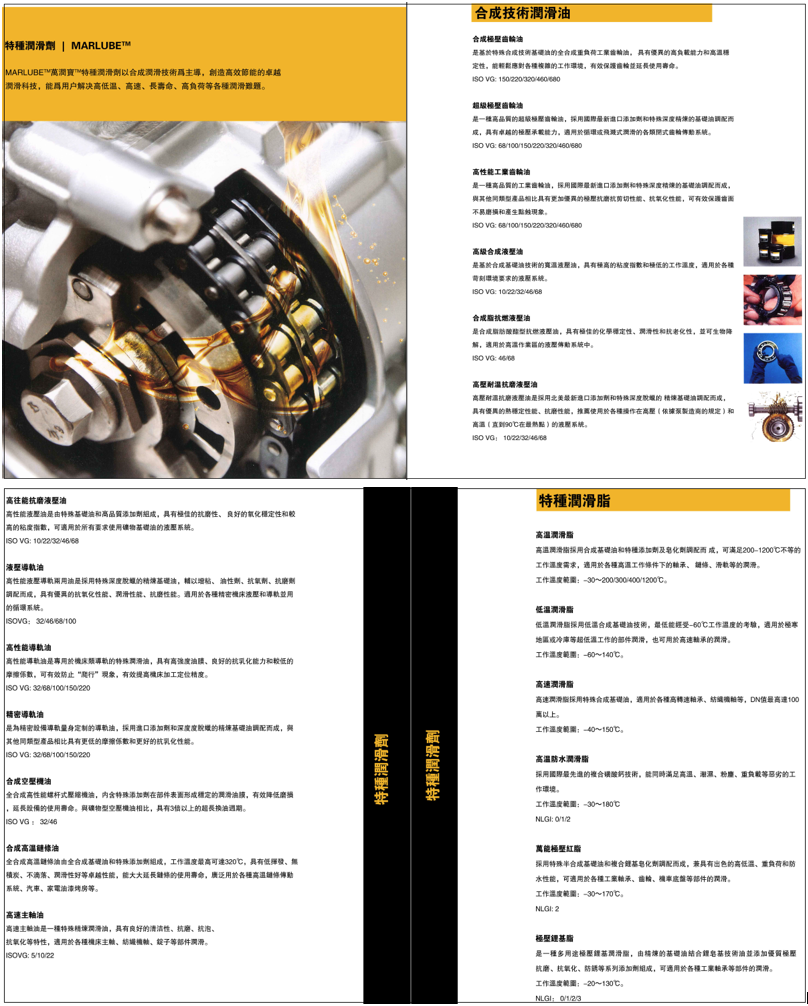 特種潤滑劑 | MARLUBE™
MARLUBE™萬潤寶™特種潤滑劑以合成潤滑技術爲主導，創造高效節能的卓越
潤滑科技，能爲用户解决高低温、高速、長壽命、高負荷等各種潤滑難題。
合成技術潤滑油
合成極壓齒輪油
是基於特殊合成技術基礎油的全合成重負荷工業齒輪油， 具有優異的高負載能力和高溫穩
定性，能輕鬆應對各種複雜的工作環境，有效保護齒輪並延長使用壽命。
ISO VG: 150/220/320/460/680
超級極壓齒輪油
是一種高品質的超級極壓齒輪油，採用國際最新進口添加劑和特殊深度精煉的基礎油調配而
成，具有卓越的極壓承載能力，適用於循環或飛濺式潤滑的各類閉式齒輪傳動系統。
ISO VG: 68/100/150/220/320/460/680
高性能工業齒輪油
是一種高品質的工業齒輪油，採用國際最新進口添加劑和特殊深度精煉的基礎油調配而成，
與其他同類型產品相比具有更加優異的極壓抗磨抗剪切性能、抗氧化性能，可有效保護齒面
不易磨損和產生點蝕現象。
ISO VG: 68/100/150/220/320/460/680
高級合成液壓油
是基於合成基礎油技術的寬溫液壓油，具有極高的粘度指數和極低的工作溫度，適用於各種
苛刻環境要求的液壓系統。
ISO VG: 10/22/32/46/68
合成脂抗燃液壓油
是合成脂肪酸酯型抗燃液壓油，具有極佳的化學穩定性、潤滑性和抗老化性，並可生物降
解，適用於高溫作業區的液壓傳動系統中。
ISO VG: 46/68
高壓耐溫抗磨液壓油
高壓耐溫抗磨液壓油是採用北美最新進口添加劑和特殊深度脫蠟的 精煉基礎油調配而成，
具有優異的熱穩定性能、抗磨性能，推薦使用於各種操作在高壓（依據泵製造商的規定）和
高溫（直到90℃在最熱點）的液壓系統。
ISO VG： 10/22/32/46/68
高往能抗磨液壓油
高性能液壓油是由特殊基礎油和高品質添加劑組成，具有極佳的抗磨性、 良好的氧化穩定性和較
高的粘度指數，可適用於所有要求使用礦物基礎油的液壓系統。
ISO VG: 10/22/32/46/68
液壓導軌油
高性能液壓導軌兩用油是採用特殊深度脫蠟的精煉基礎油，輔以增粘、 油性劑、抗氧劑、抗磨劑
調配而成，具有優異的抗氧化性能、潤滑性能、抗磨性能。適用於各種精密機床液壓和導軌並用
的循環系統。
ISOVG： 32/46/68/100
高性能導軌油
高性能導軌油是專用於機床類導軌的特殊潤滑油，具有高強度油膜、良好的抗乳化能力和較低的
摩擦係數，可有效防止“爬行”現象，有效提高機床加工定位精度。
ISO VG: 32/68/100/150/220
精密導軌油
是為精密設備導軌量身定制的導軌油，採用進口添加劑和深度度脫蠟的精煉基礎油調配而成，與
其他同類型產品相比具有更低的摩擦係數和更好的抗乳化性能。
ISO VG: 32/68/100/150/220
合成空壓機油
全合成高性能螺杆式壓縮機油，內含特殊添加劑在部件表面形成穩定的潤滑油膜，有效降低磨損
，延長設備的使用壽命。與礦物型空壓機油相比，具有3倍以上的超長換油週期。
ISO VG ： 32/46
合成高溫鏈條油
全合成高溫鏈條油由全合成基礎油和特殊添加劑組成，工作溫度最高可達320℃，具有低揮發、無
積炭、不滴落、潤滑性好等卓越性能，能大大延長鏈條的使用壽命，廣泛用於各種高溫鏈條傳動
系統，汽車、家電油漆烤房等。
高速主軸油
高速主軸油是一種特殊精煉潤滑油，具有良好的清潔性、抗磨、抗泡、
抗氧化等特性，適用於各種機床主軸、紡織機軸、錠子等部件潤滑。
ISOVG: 5/10/22
特種潤滑劑
特種潤滑劑
特種潤滑脂
高溫潤滑脂
高溫潤滑脂採用合成基礎油和特種添加劑及皂化劑調配而 成，可滿足200-1200℃不等的
工作溫度需求，適用於各種高溫工作條件下的軸承、 鏈條、滑軌等的潤滑。
工作溫度範圍：-30～200/300/400/1200℃。
低溫潤滑脂
低溫潤滑脂採用低溫合成基礎油技術，最低能經受-60℃工作溫度的考驗，適用於極寒
地區或冷庫等超低溫工作的部件潤滑，也可用於高速軸承的潤滑。
工作溫度範圍：-60～140℃。
高速潤滑脂
高速潤滑脂採用特殊合成基礎油，適用於各種高轉速軸承、紡織機軸等，DN值最高達100
萬以上。
工作溫度範圍：-40～150℃。
高溫防水潤滑脂
採用國際最先進的複合磺酸鈣技術，能同時滿足高溫、潮濕、粉塵、重負載等惡劣的工
作環境。
工作溫度範圍：-30～180℃
NLGI: 0/1/2
萬能極壓紅脂
採用特殊半合成基礎油和複合鋰基皂化劑調配而成，兼具有出色的高低溫、重負荷和防
水性能，可適用於各種工業軸承、齒輪、機車底盤等部件的潤滑。
工作溫度範圍：-30～170℃。
NLGI: 2
極壓鋰基脂
是一種多用途極壓鋰基潤滑脂，由精煉的基礎油結合鋰皂基技術油並添加優質極壓
抗磨、抗氧化、防銹等系列添加劑組成，可適用於各種工業軸承等部件的潤滑。
工作溫度範圍：-20～130℃。
NLGI： 0/1/2/3